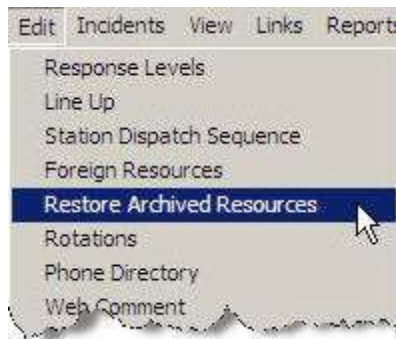 Edit Incidents View Links Reports
Response Levels
Line Up
Station Dispatch Sequence
Foreign Resources
Restore Archived Resources
Rotations
Phone Directory
Web Comment